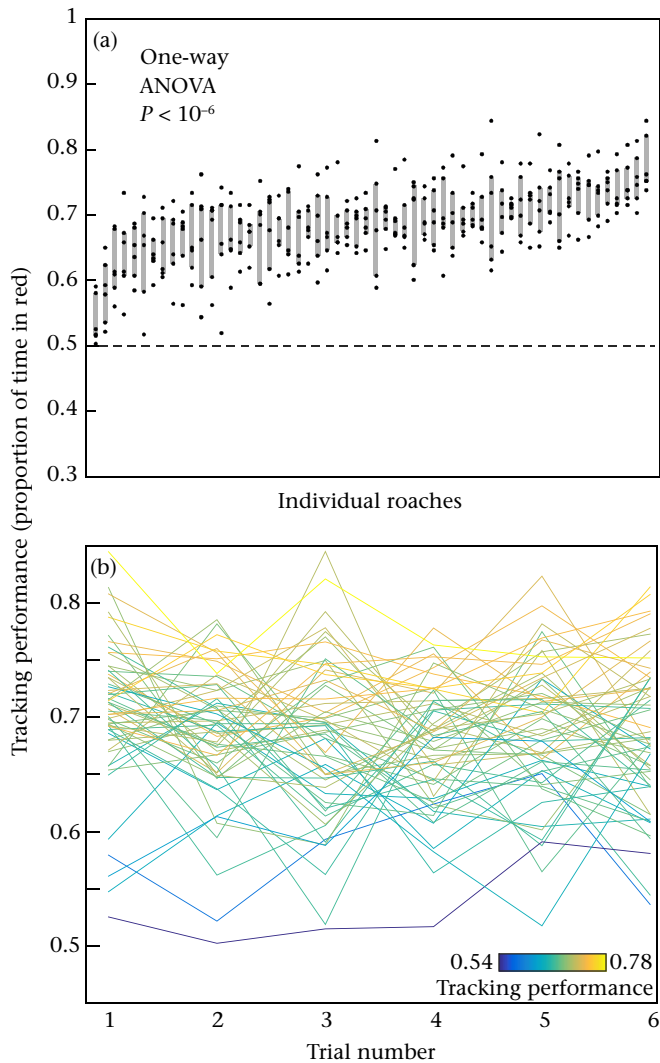 Tracking performance (proportion of time in red)
(a)
One-way
ANOVA
P < 10⁻⁶
1
0.9
0.8
0.7
0.6
0.5
0.4
0.3
Individual roaches
(b)
0.8
0.7
0.6
0.5
0.54
0.78
Tracking performance
1 2 3 4 5 6
Trial number